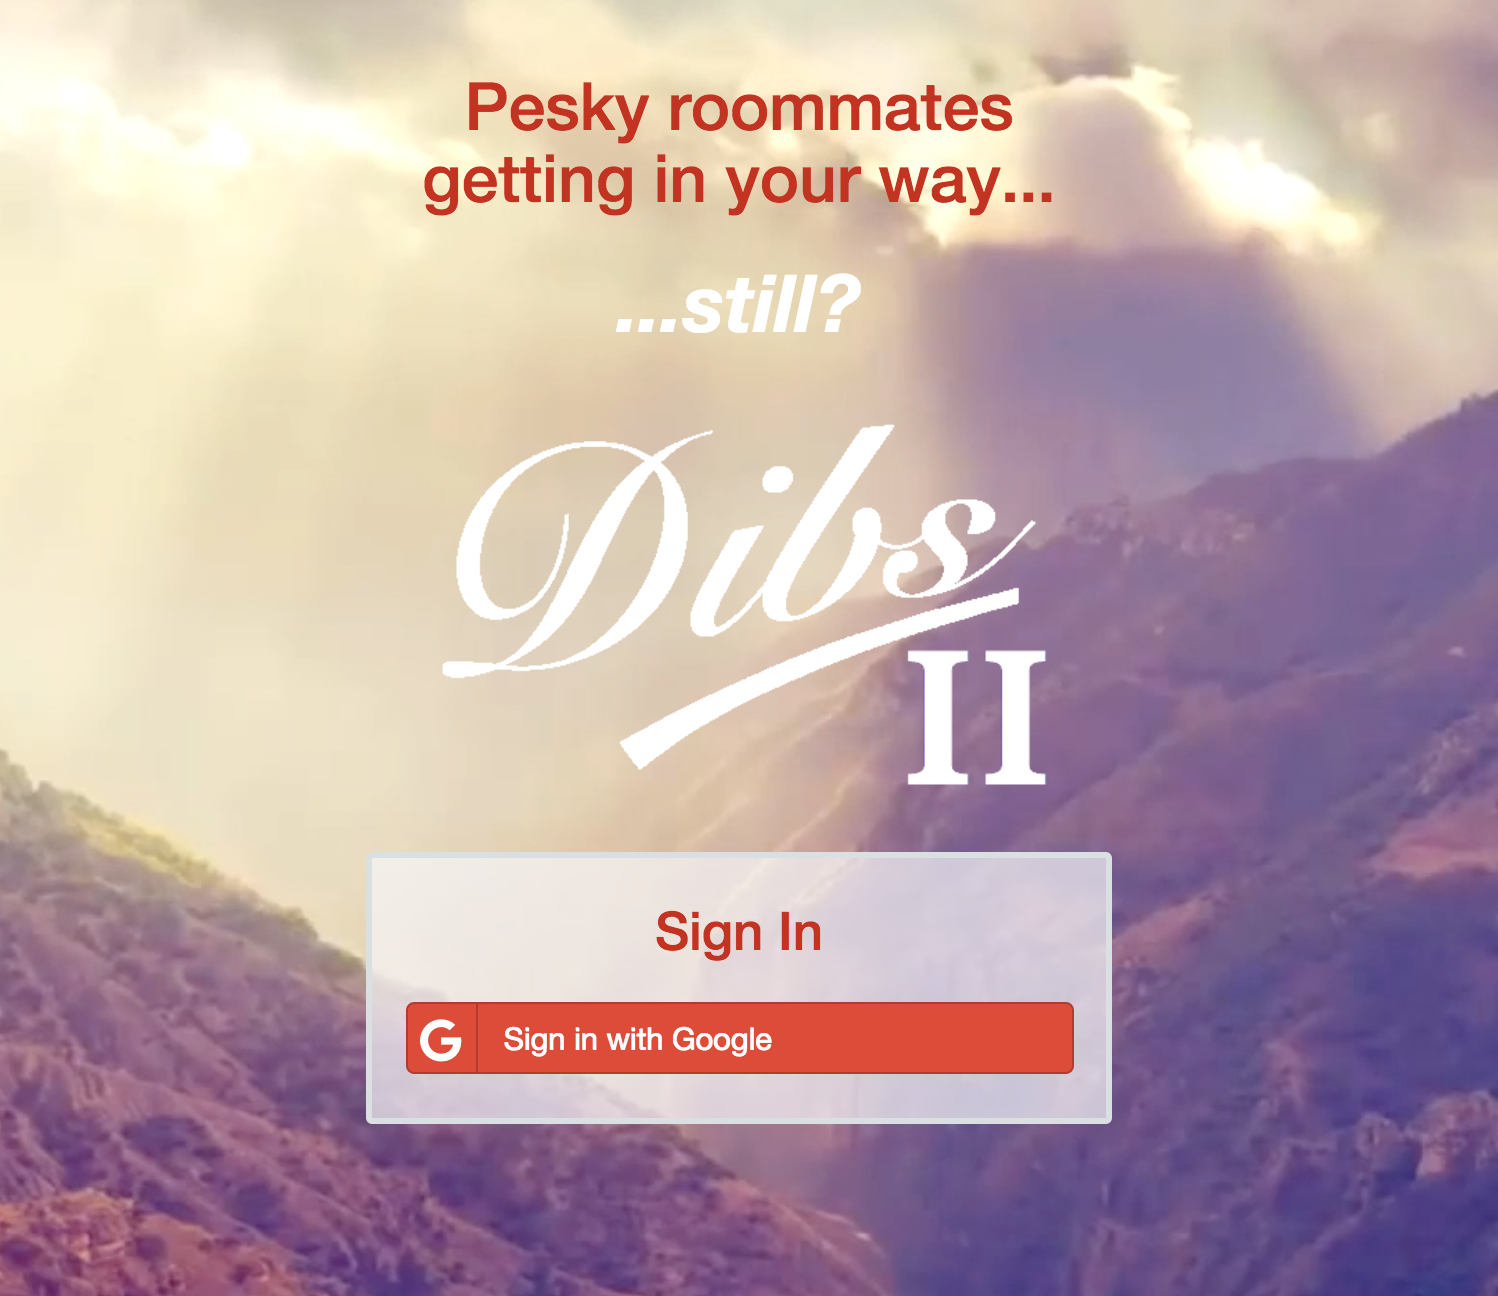 Pesky roommates
getting in your way...
...still?
Dibs
II
Sign In
G
Sign in with Google